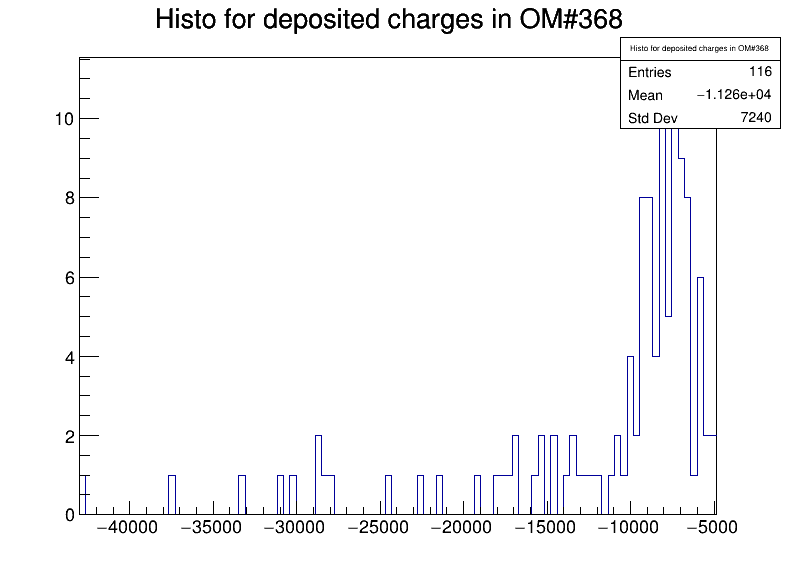 Histo for deposited charges in OM#368
Histo for deposited charges in OM#368
Entries 116
Mean −1.126e+04
Std Dev 7240
10
8
6
4
2
0
−40000 −35000 −30000 −25000 −20000 −15000 −10000 −5000